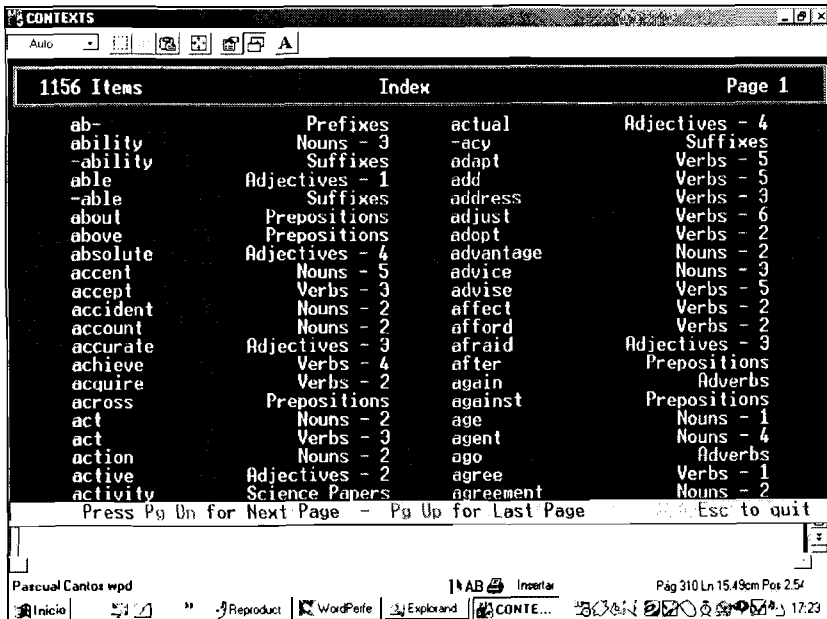 CONTEXTS
Auto
A
1156 Items Index Page 1
ab- Prefixes actual Adjectives - 4
ability Nouns - 3 -acy Suffixes
-ability Suffixes adapt Verbs - 5
able Adjectives - 1 add Verbs - 5
-able Suffixes address Verbs - 3
about Prepositions adjust Verbs - 6
above Prepositions adopt Verbs - 2
absolute Adjectives - 4 advantage Nouns - 2
accent Nouns - 5 advice Nouns - 3
accept Verbs - 3 advise Verbs - 5
accident Nouns - 2 affect Verbs - 2
account Nouns - 2 afford Verbs - 2
accurate Adjectives - 3 afraid Adjectives - 3
achieve Verbs - 4 after Prepositions
acquire Verbs - 2 again Adverbs
across Prepositions against Prepositions
act Nouns - 2 age Nouns - 1
act Verbs - 3 agent Nouns - 4
action Nouns - 2 ago Adverbs
active Adjectives - 2 agree Verbs - 1
activity Science Papers agreement Nouns - 2
Press Pg Dn for Next Page - Pg Up for Last Page Esc to quit
Pascual Cantos wpd AB Insertar Pág 310 Ln 15.49cm Pos 2.54
Inicio » Reproduct WordPerfe Explorand CONTE... 17:23